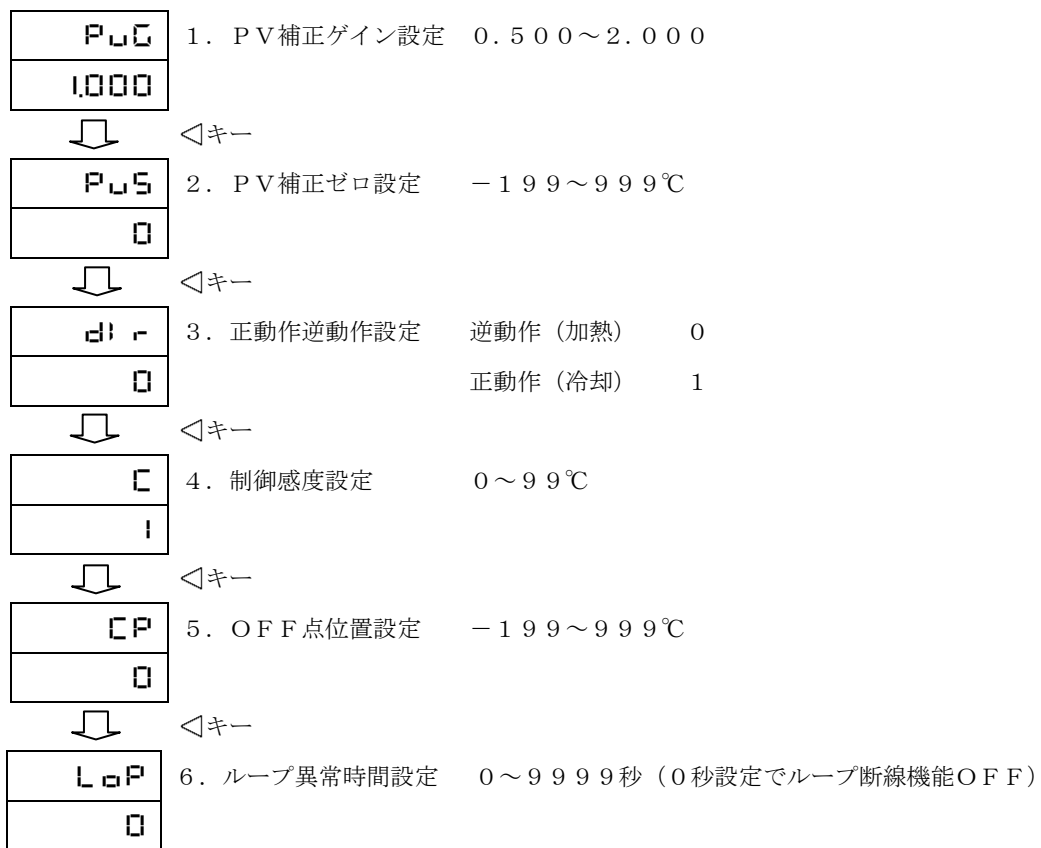 PuG 1．ＰＶ補正ゲイン設定 ０.５００～２.０００
1.000
◁キー
PuS 2．ＰＶ補正ゼロ設定 －１９９～９９９℃
0
◁キー
dir 3．正動作逆動作設定 逆動作（加熱） ０
0 正動作（冷却） １
◁キー
C 4．制御感度設定 ０～９９℃
1
◁キー
CP 5．ＯＦＦ点位置設定 －１９９～９９９℃
0
◁キー
LoP 6．ループ異常時間設定 ０～９９９９秒（０秒設定でループ断線機能ＯＦＦ）
0